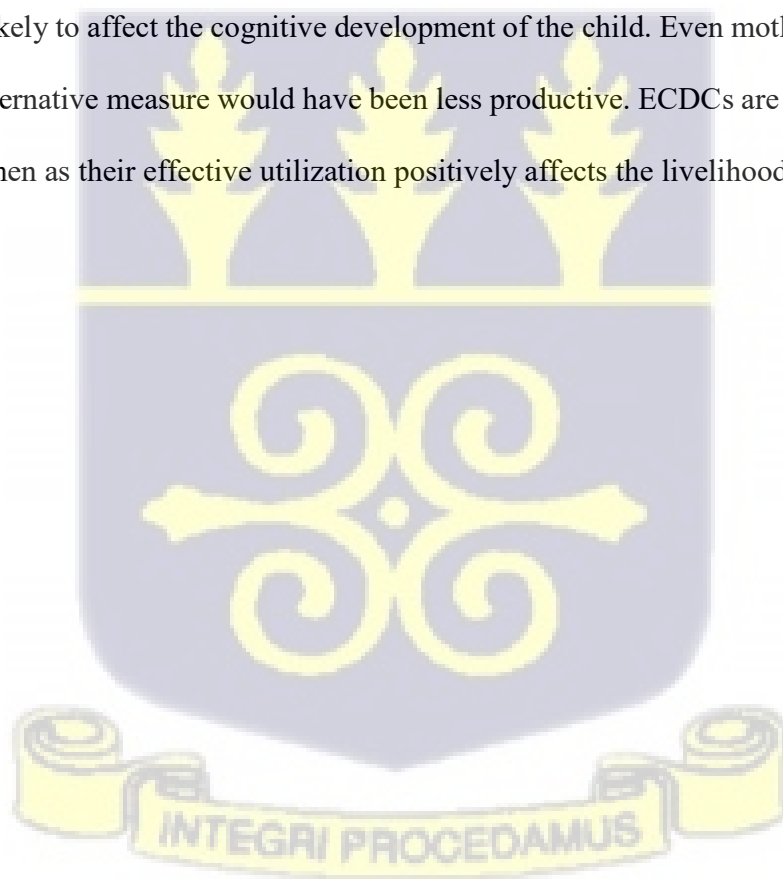 kely to affect the cognitive development of the child. Even moth
ernative measure would have been less productive. ECDCs are
en as their effective utilization positively affects the livelihood
INTEGRI PROCEDAMUS